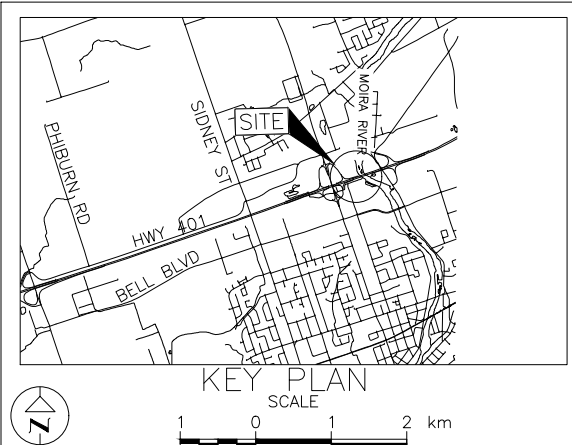 MOIRA RIVER
SIDNEY ST
SITE
PHIBURN RD
HWY 401
BELL BLVD
KEY PLAN
SCALE
N
1 0 1 2 km